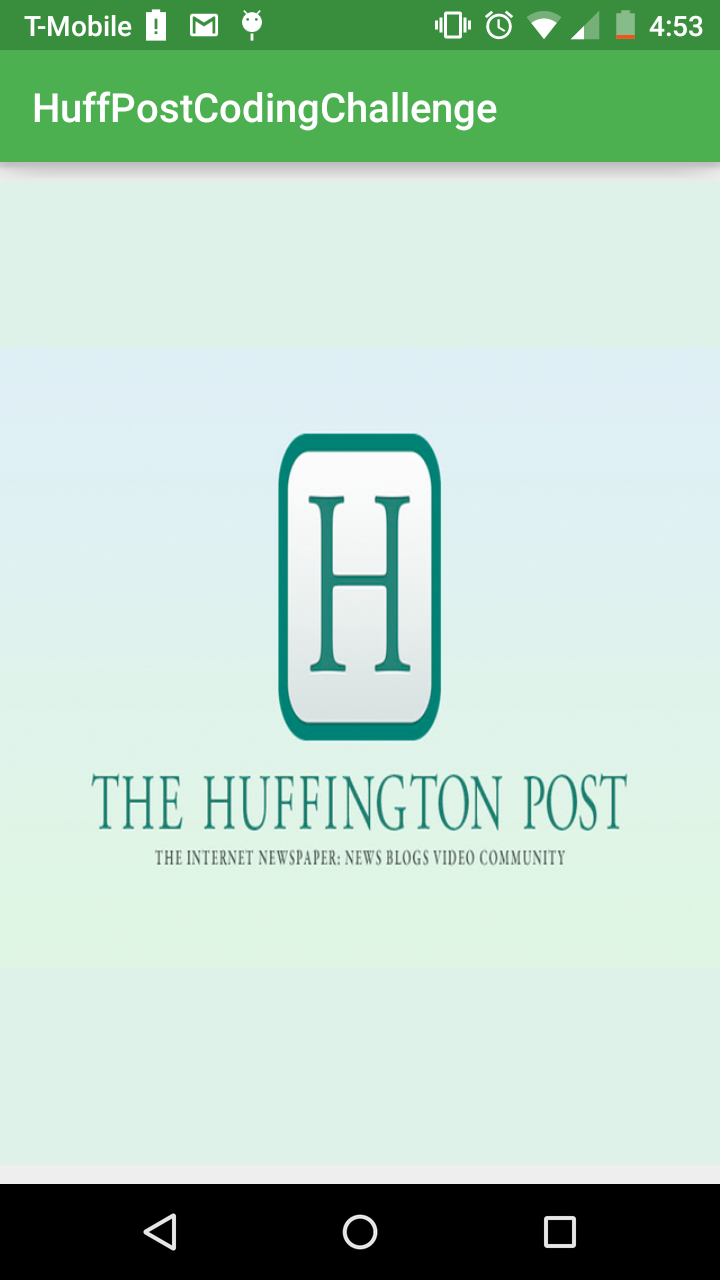 T-Mobile 4:53
HuffPostCodingChallenge
H
THE HUFFINGTON POST
THE INTERNET NEWSPAPER: NEWS BLOGS VIDEO COMMUNITY